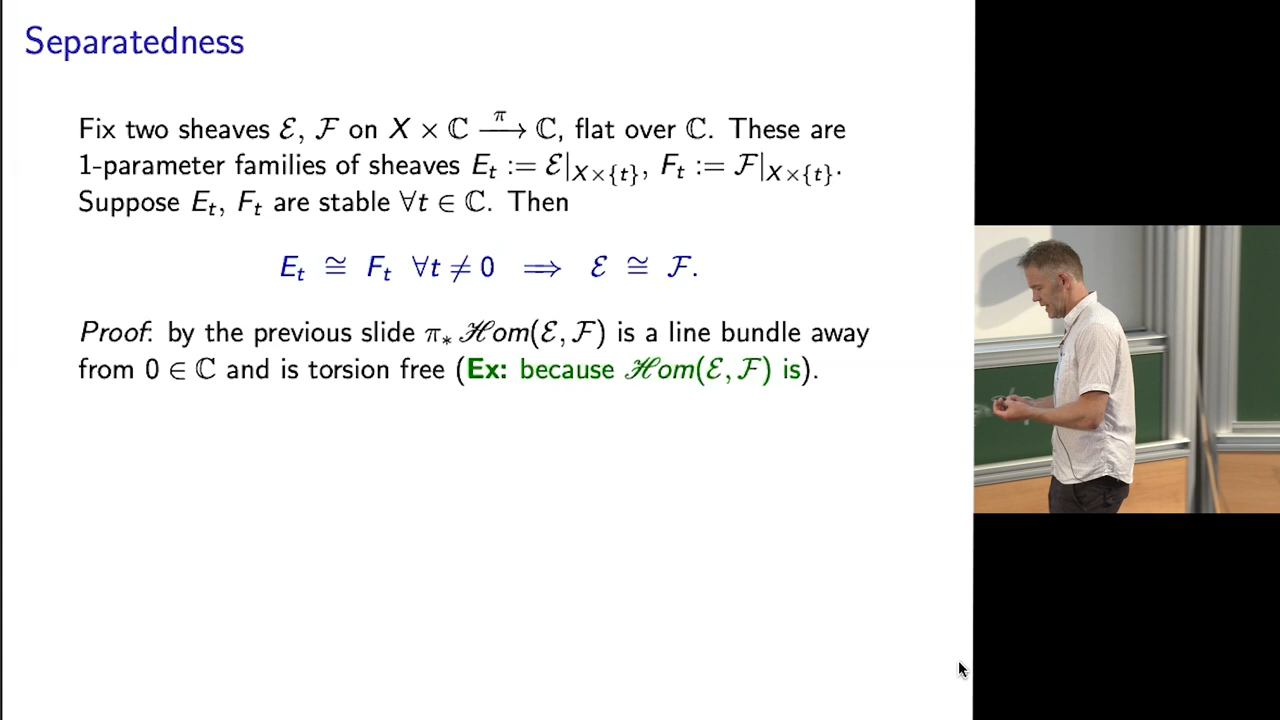 Separatedness
Fix two sheaves ℰ, ℱ on X × ℂ —π→ ℂ, flat over ℂ. These are
1-parameter families of sheaves E_t := ℰ|_{X×{t}}, F_t := ℱ|_{X×{t}}.
Suppose E_t, F_t are stable ∀t ∈ ℂ. Then
E_t ≅ F_t ∀t ≠ 0 ⟹ ℰ ≅ ℱ.
Proof: by the previous slide π_* ℋom(ℰ, ℱ) is a line bundle away
from 0 ∈ ℂ and is torsion free (Ex: because ℋom(ℰ, ℱ) is).